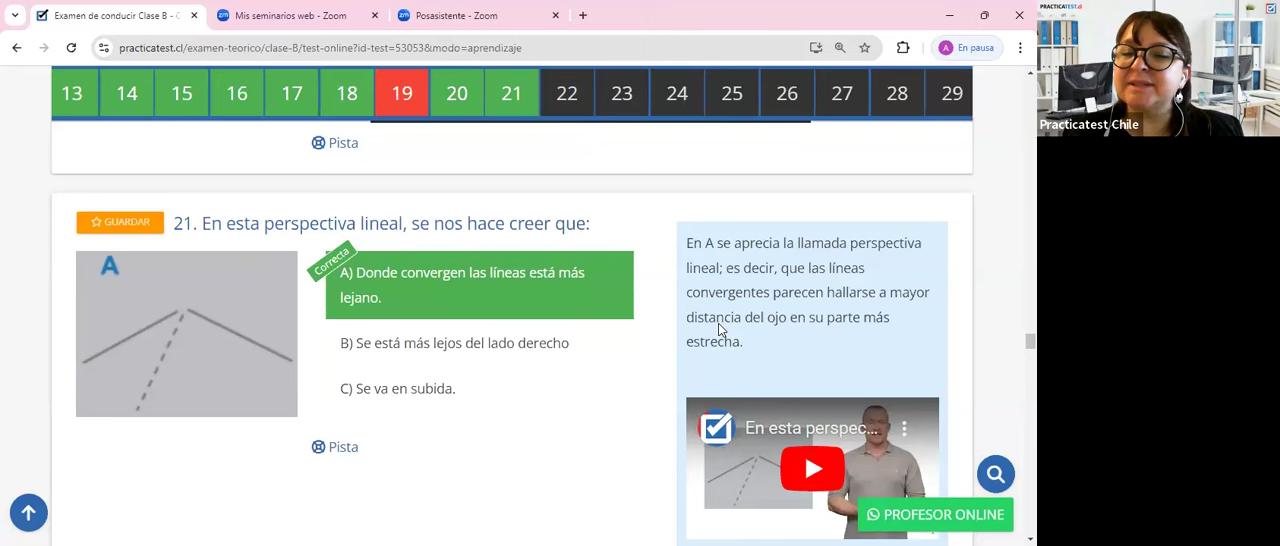 Examen de conducir Clase B - C
Mis seminarios web - Zoom
Posasistente - Zoom
practicatest.cl/examen-teorico/clase-B/test-online?id-test=53053&modo=aprendizaje
A
En pausa
PRACTICATEST.cl
Practicatest Chile
13 14 15 16 17 18 19 20 21 22 23 24 25 26 27 28 29
Pista
GUARDAR
21. En esta perspectiva lineal, se nos hace creer que:
A
Correcta
A) Donde convergen las líneas está más
lejano.
B) Se está más lejos del lado derecho
C) Se va en subida.
Pista
En A se aprecia la llamada perspectiva
lineal; es decir, que las líneas
convergentes parecen hallarse a mayor
distancia del ojo en su parte más
estrecha.
En esta perspec...
PROFESOR ONLINE